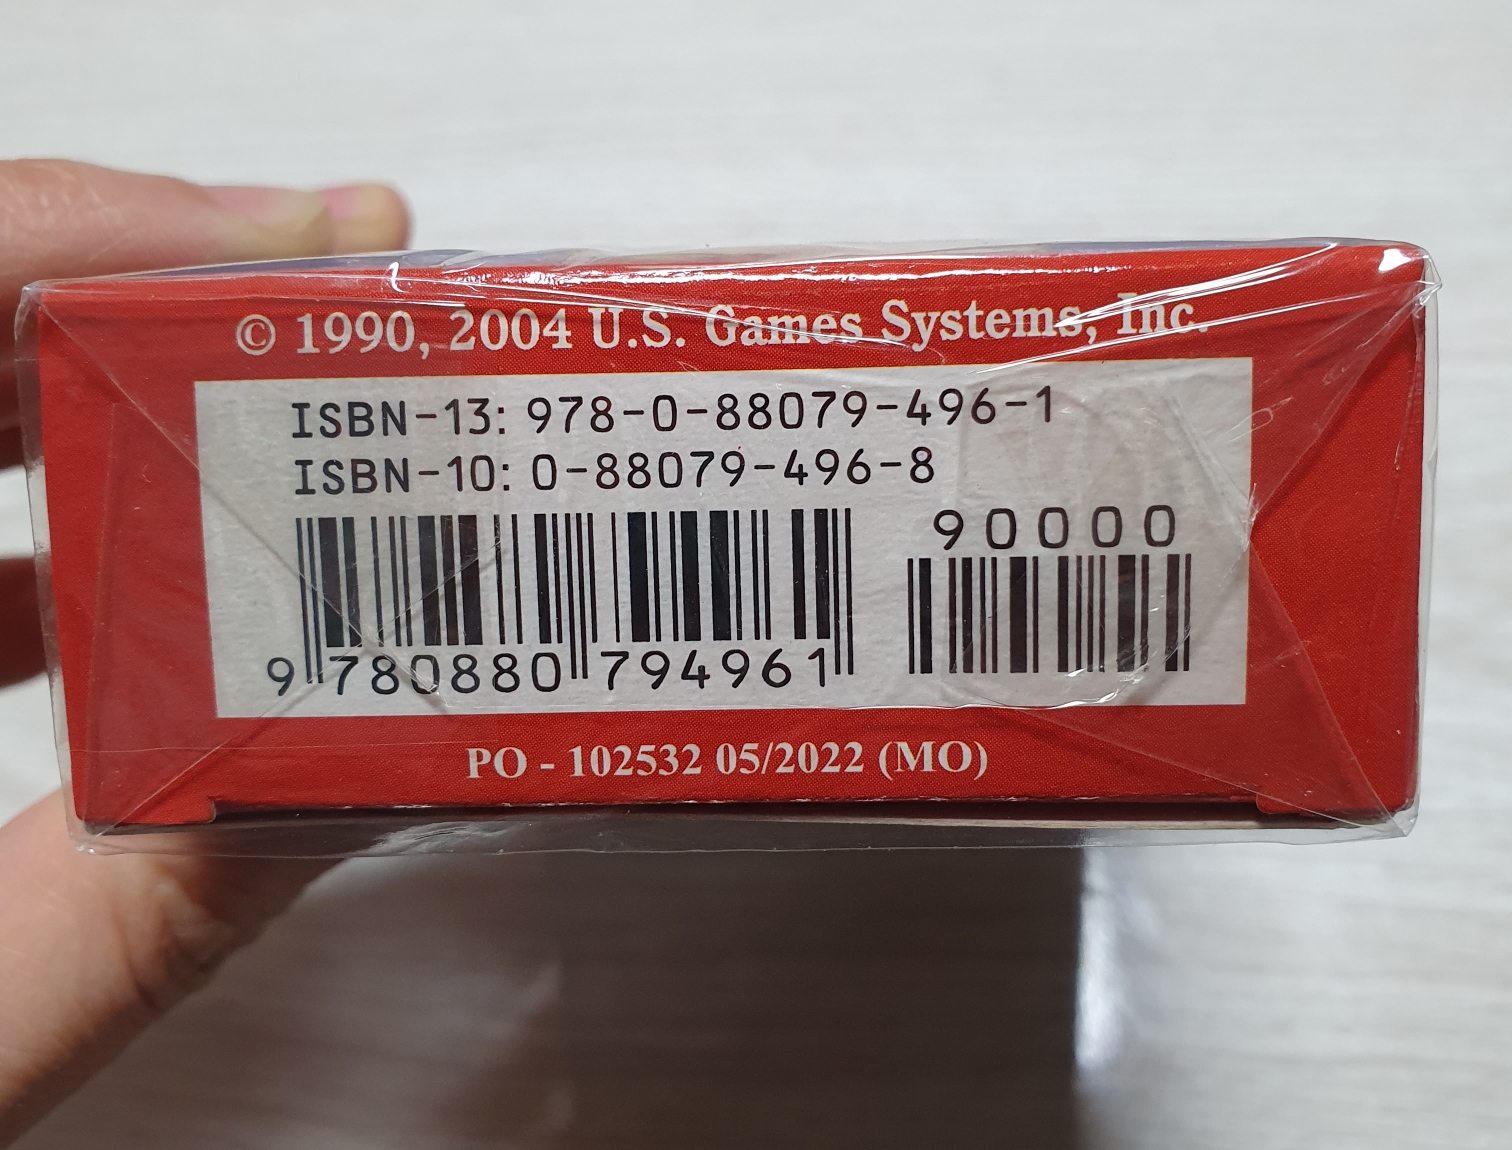 © 1990, 2004 U.S. Games Systems, Inc.
ISBN-13: 978-0-88079-496-1
ISBN-10: 0-88079-496-8
90000
9 780880 794961
PO - 102532 05/2022 (MO)